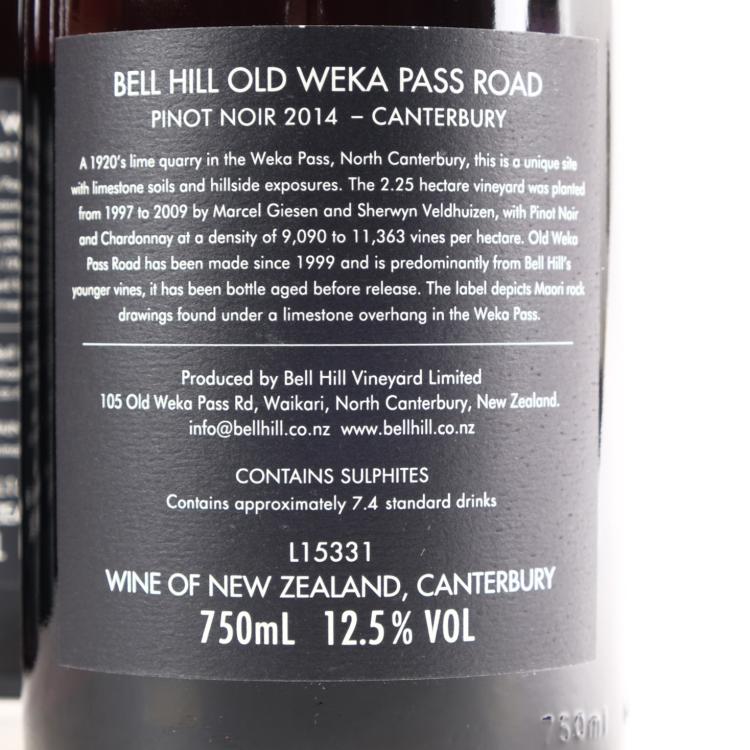 BELL HILL OLD WEKA PASS ROAD
PINOT NOIR 2014 – CANTERBURY
A 1920's lime quarry in the Weka Pass, North Canterbury, this is a unique site
with limestone soils and hillside exposures. The 2.25 hectare vineyard was planted
from 1997 to 2009 by Marcel Giesen and Sherwyn Veldhuizen, with Pinot Noir
and Chardonnay at a density of 9,090 to 11,363 vines per hectare. Old Weka
Pass Road has been made since 1999 and is predominantly from Bell Hill's
younger vines, it has been bottle aged before release. The label depicts Maori rock
drawings found under a limestone overhang in the Weka Pass.
Produced by Bell Hill Vineyard Limited
105 Old Weka Pass Rd, Waikari, North Canterbury, New Zealand.
info@bellhill.co.nz www.bellhill.co.nz
CONTAINS SULPHITES
Contains approximately 7.4 standard drinks
L15331
WINE OF NEW ZEALAND, CANTERBURY
750mL 12.5% VOL
750ml